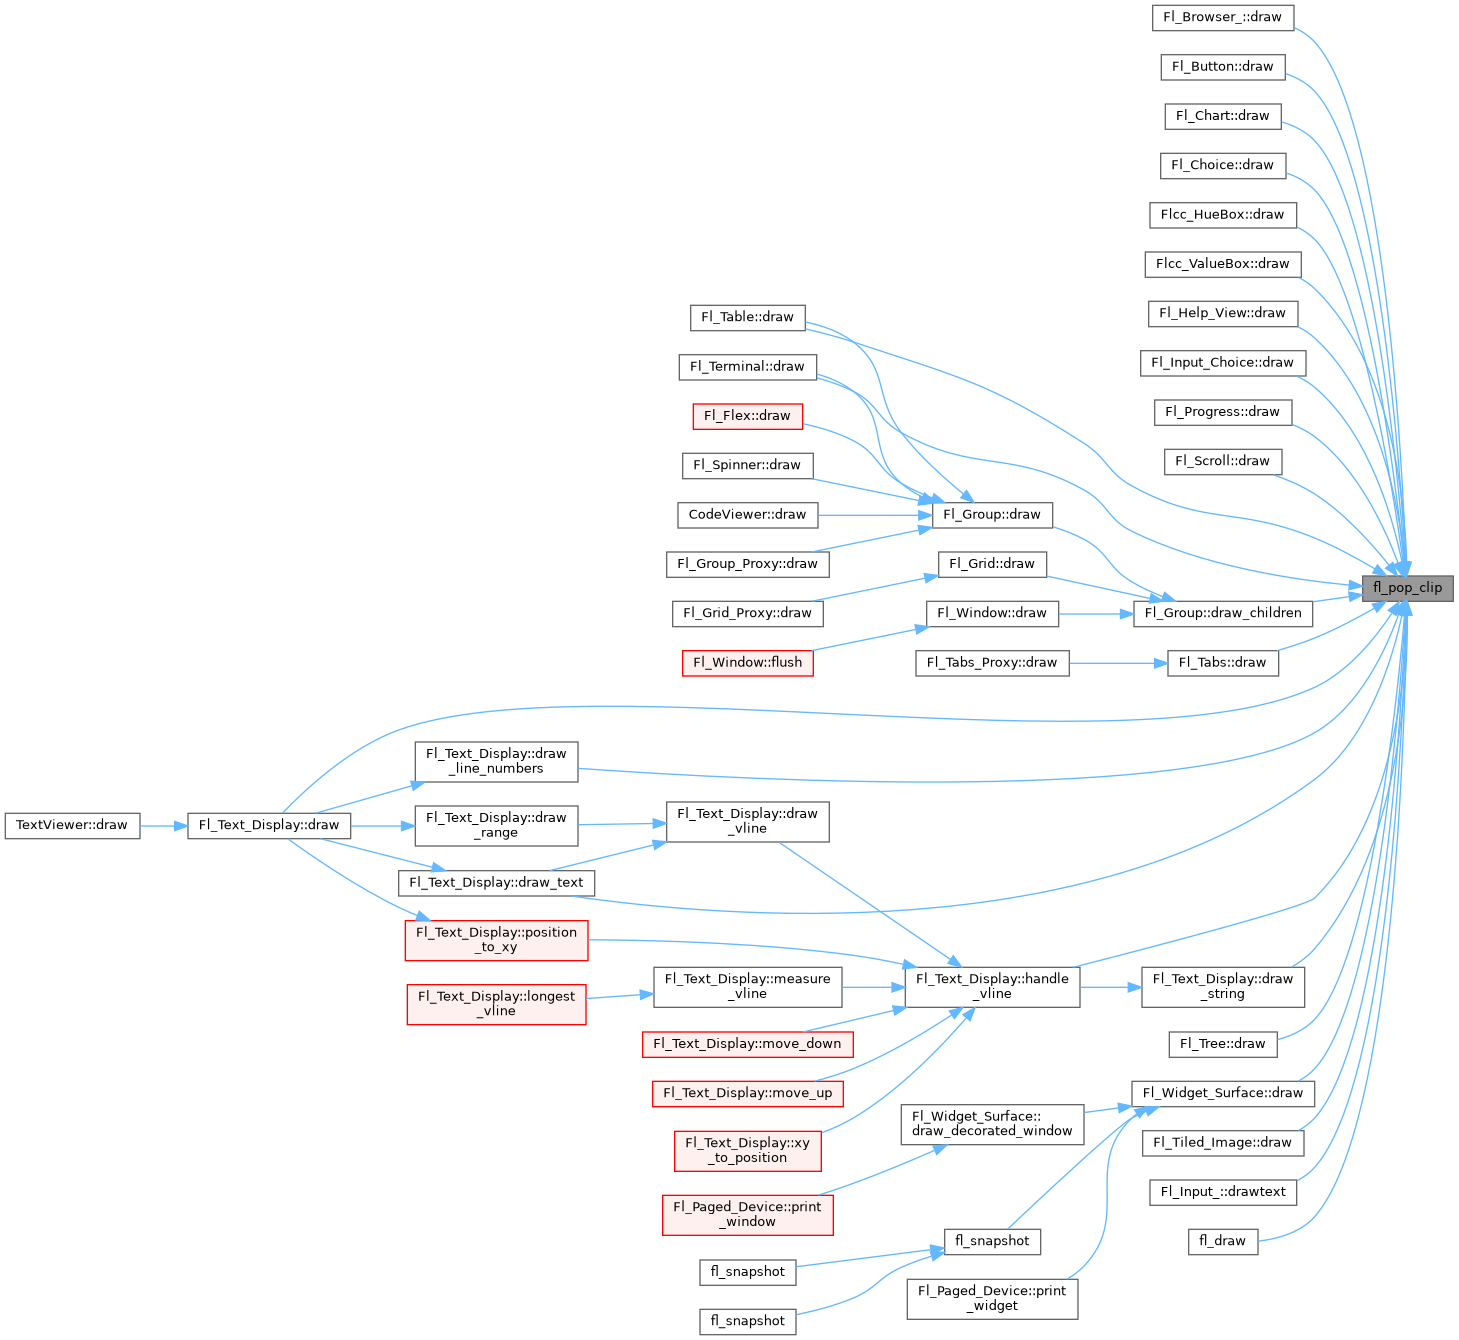 Fl_Browser_::draw
Fl_Button::draw
Fl_Chart::draw
Fl_Choice::draw
Flcc_HueBox::draw
Flcc_ValueBox::draw
Fl_Help_View::draw
Fl_Table::draw
Fl_Input_Choice::draw
Fl_Terminal::draw
Fl_Progress::draw
Fl_Flex::draw
Fl_Scroll::draw
Fl_Spinner::draw
CodeViewer::draw
Fl_Group::draw
Fl_Group_Proxy::draw
Fl_Grid::draw
fl_pop_clip
Fl_Grid_Proxy::draw
Fl_Window::draw
Fl_Group::draw_children
Fl_Window::flush
Fl_Tabs_Proxy::draw
Fl_Tabs::draw
Fl_Text_Display::draw
_line_numbers
TextViewer::draw
Fl_Text_Display::draw
Fl_Text_Display::draw
_range
Fl_Text_Display::draw
_vline
Fl_Text_Display::draw_text
Fl_Text_Display::position
_to_xy
Fl_Text_Display::longest
_vline
Fl_Text_Display::measure
_vline
Fl_Text_Display::handle
_vline
Fl_Text_Display::draw
_string
Fl_Text_Display::move_down
Fl_Tree::draw
Fl_Text_Display::move_up
Fl_Widget_Surface::draw
Fl_Widget_Surface::
draw_decorated_window
Fl_Text_Display::xy
_to_position
Fl_Tiled_Image::draw
Fl_Input_::drawtext
Fl_Paged_Device::print
_window
fl_snapshot
fl_draw
fl_snapshot
Fl_Paged_Device::print
_widget
fl_snapshot